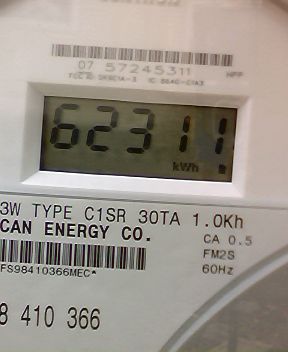 07 57245311 HPP
62311
kWh
3W TYPE C1SR 30TA 1.0Kh
CAN ENERGY CO. CA 0.5
FM2S
FS98410366MEC* 60Hz
8 410 366